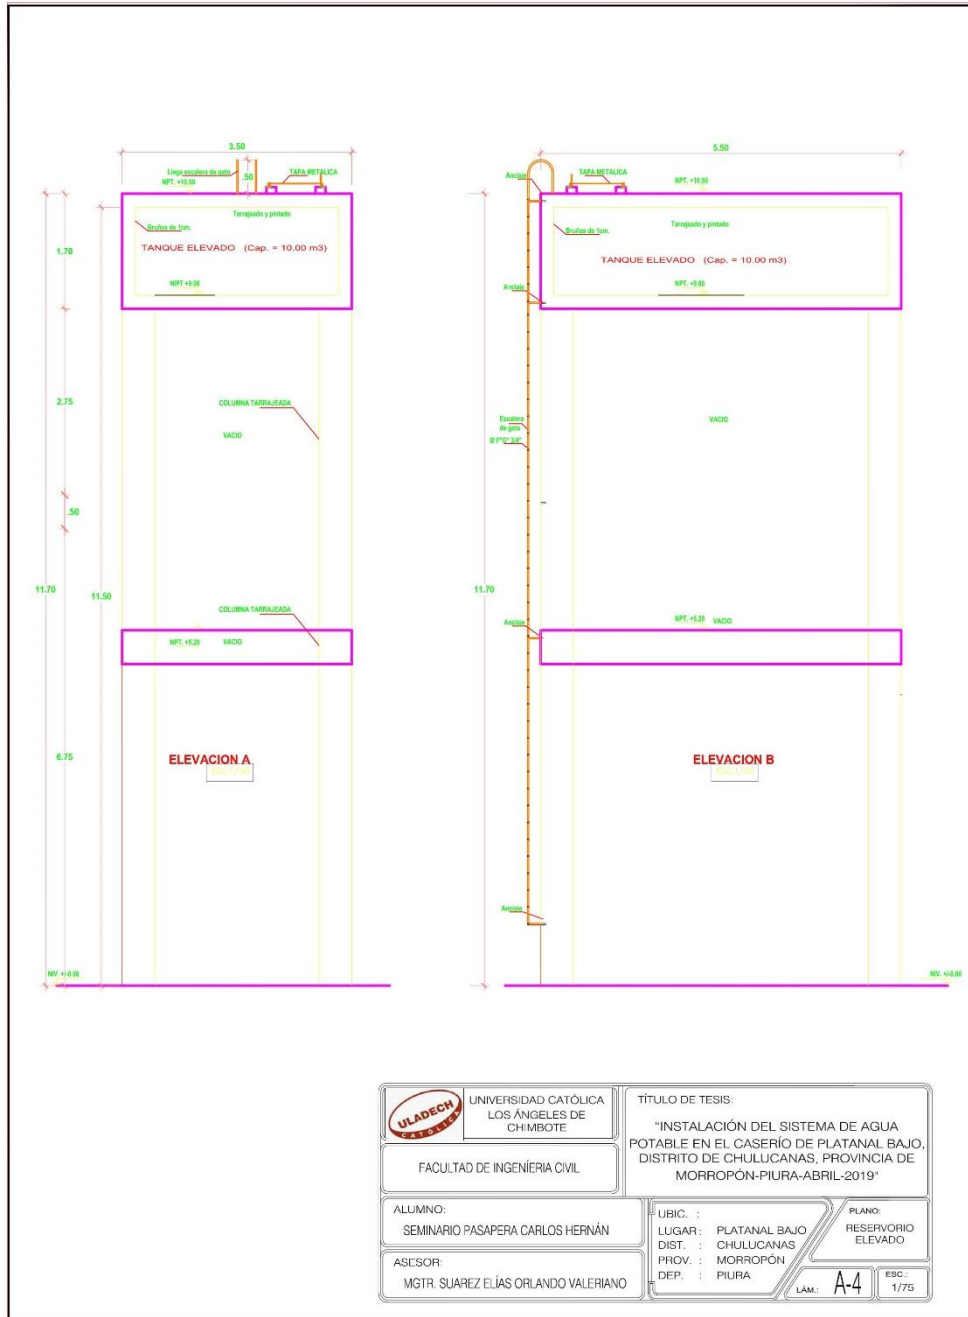 3.50
Llega escalera de gato
.50
TAPA METALICA
NPT. +10.50
Tarrajeado y pintado
Bruñas de 1cm.
TANQUE ELEVADO (Cap. = 10.00 m3)
NPT +9.00
1.70
2.75
.50
11.70
11.50
6.75
COLUMNA TARRAJEADA
VACIO
COLUMNA TARRAJEADA
NPT. +5.20
VACIO
ELEVACION A
NIV. +/-0.00
5.50
Anclaje
TAPA METALICA
NPT. +10.50
Tarrajeado y pintado
Bruñas de 1cm.
TANQUE ELEVADO (Cap. = 10.00 m3)
Anclaje
NPT. +9.00
Escalera
de gato
Ø F°G° 3/4"
VACIO
11.70
Anclaje
NPT. +5.20
VACIO
ELEVACION B
ESC. 1/50
Anclaje
NIV. +/-0.00
ULADECH
CATÓLICA
UNIVERSIDAD CATÓLICA
LOS ÁNGELES DE
CHIMBOTE
FACULTAD DE INGENÍERIA CIVIL
TÍTULO DE TESIS:
"INSTALACIÓN DEL SISTEMA DE AGUA
POTABLE EN EL CASERÍO DE PLATANAL BAJO,
DISTRITO DE CHULUCANAS, PROVINCIA DE
MORROPÓN-PIURA-ABRIL-2019"
ALUMNO:
SEMINARIO PASAPERA CARLOS HERNÁN
ASESOR:
MGTR. SUAREZ ELÍAS ORLANDO VALERIANO
UBIC. :
LUGAR : PLATANAL BAJO
DIST. : CHULUCANAS
PROV. : MORROPÓN
DEP. : PIURA
PLANO:
RESERVORIO
ELEVADO
LÁM.: A-4
ESC.:
1/75